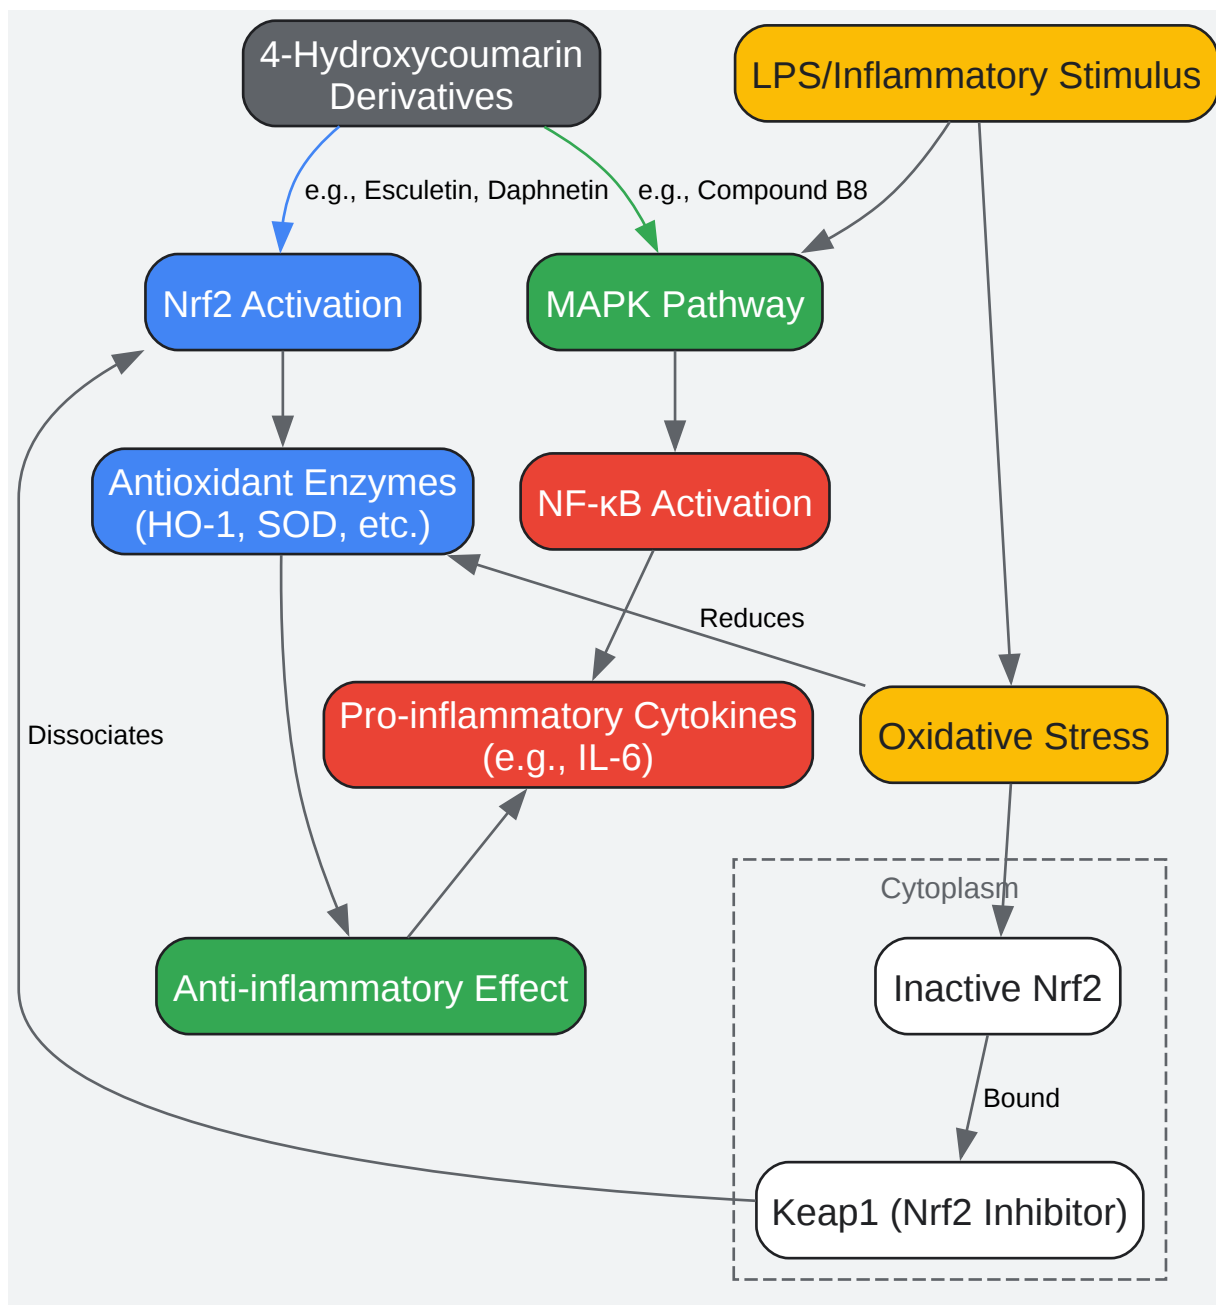 4-Hydroxycoumarin
Derivatives
LPS/Inflammatory Stimulus
e.g., Esculetin, Daphnetin
e.g., Compound B8
Nrf2 Activation
MAPK Pathway
Antioxidant Enzymes
(HO-1, SOD, etc.)
NF-κB Activation
Reduces
Pro-inflammatory Cytokines
(e.g., IL-6)
Oxidative Stress
Dissociates
Cytoplasm
Anti-inflammatory Effect
Inactive Nrf2
Bound
Keap1 (Nrf2 Inhibitor)